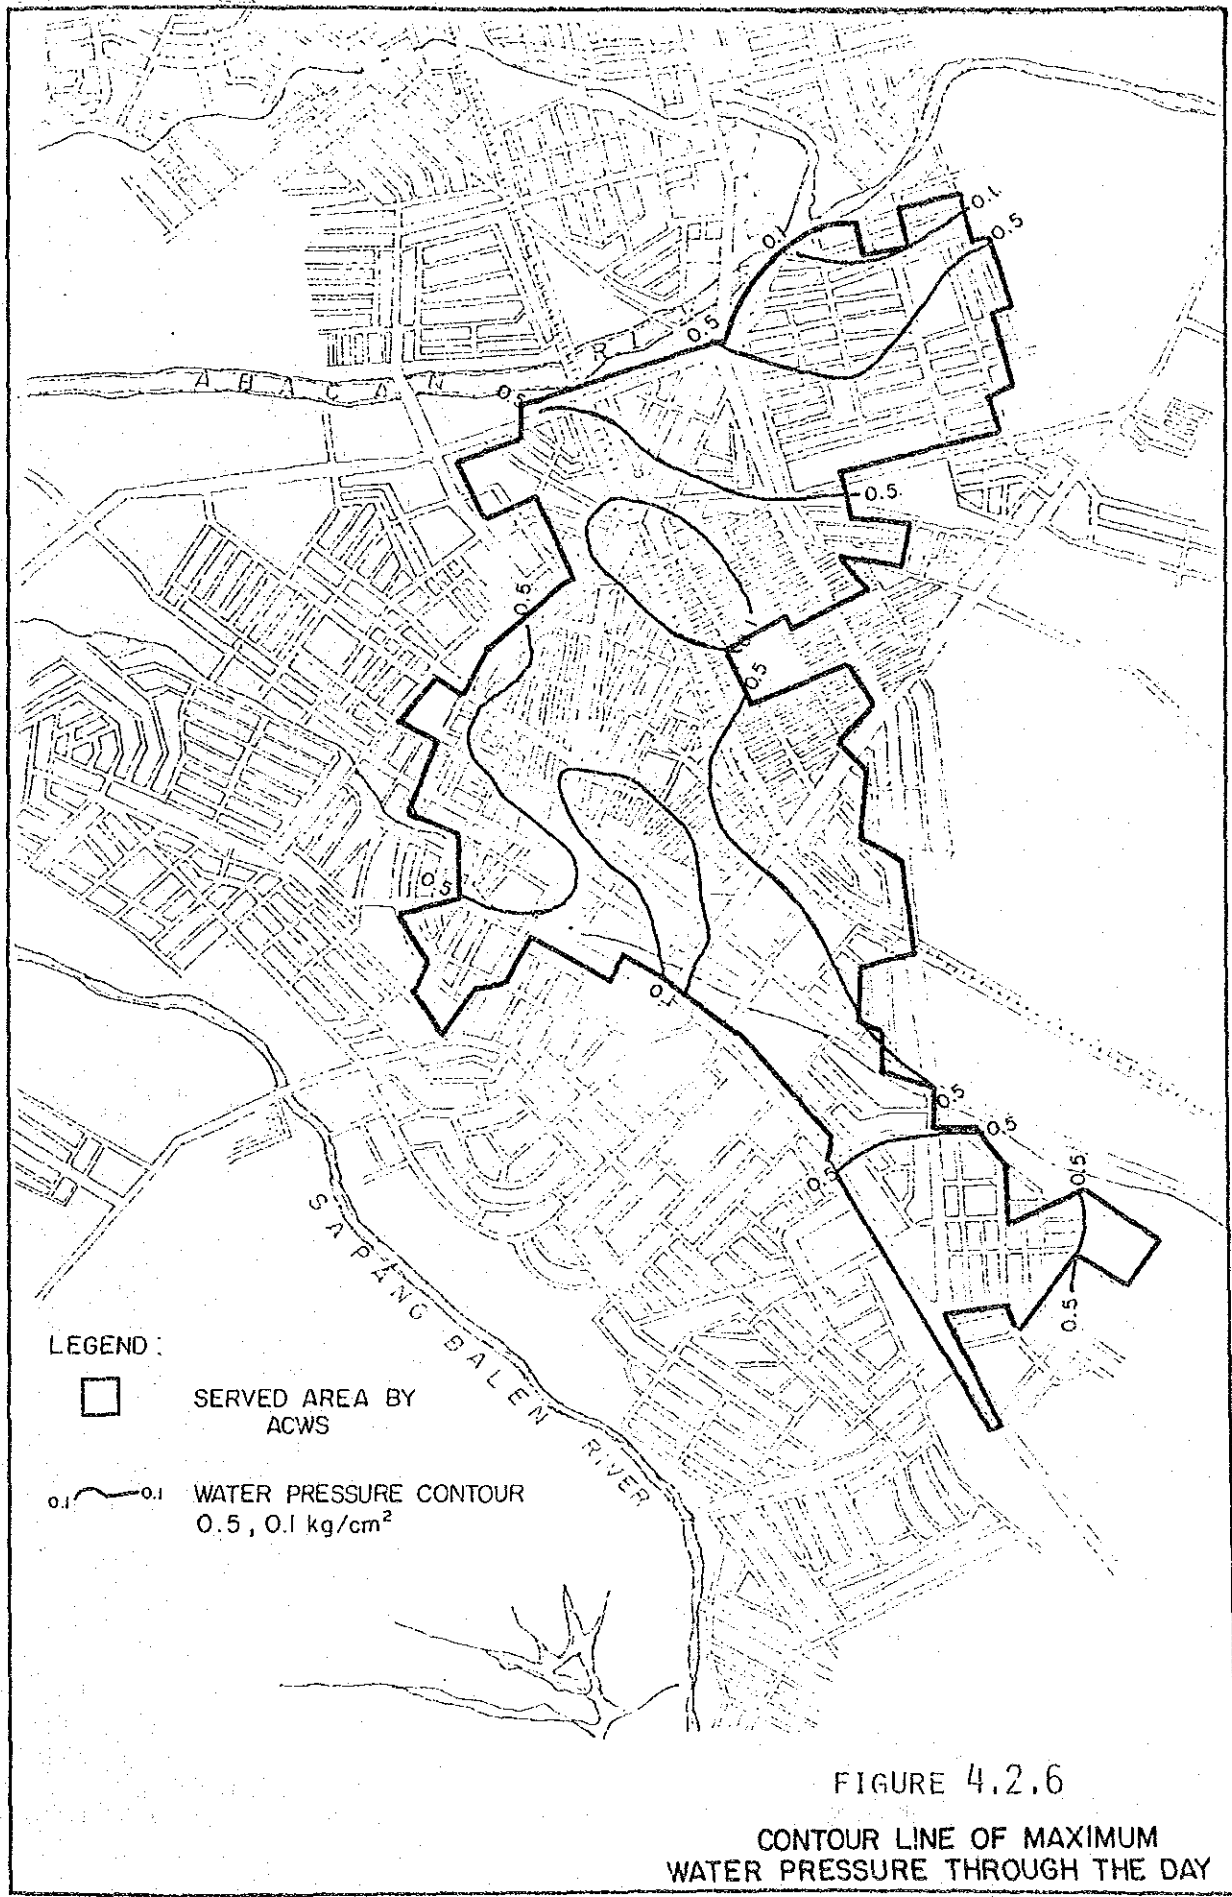 0.1
0.1
0.5
0.5
ABACAN RI
0.5
0.5
0.5
0.1
0.5
0.5
0.1
0.5
0.5
0.5
0.5
0.5
SAPANG BALEN RIVER
LEGEND :
SERVED AREA BY
ACWS
0.1 0.1 WATER PRESSURE CONTOUR
0.5 , 0.1 kg/cm²
FIGURE 4.2.6
CONTOUR LINE OF MAXIMUM
WATER PRESSURE THROUGH THE DAY